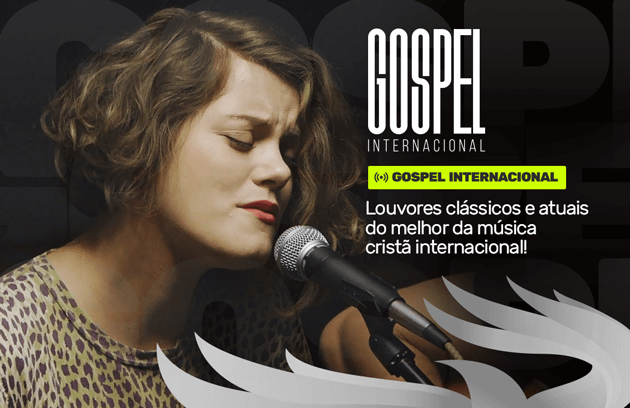 GOSPEL
INTERNACIONAL
GOSPEL INTERNACIONAL
Louvores clássicos e atuais
do melhor da música
cristã internacional!